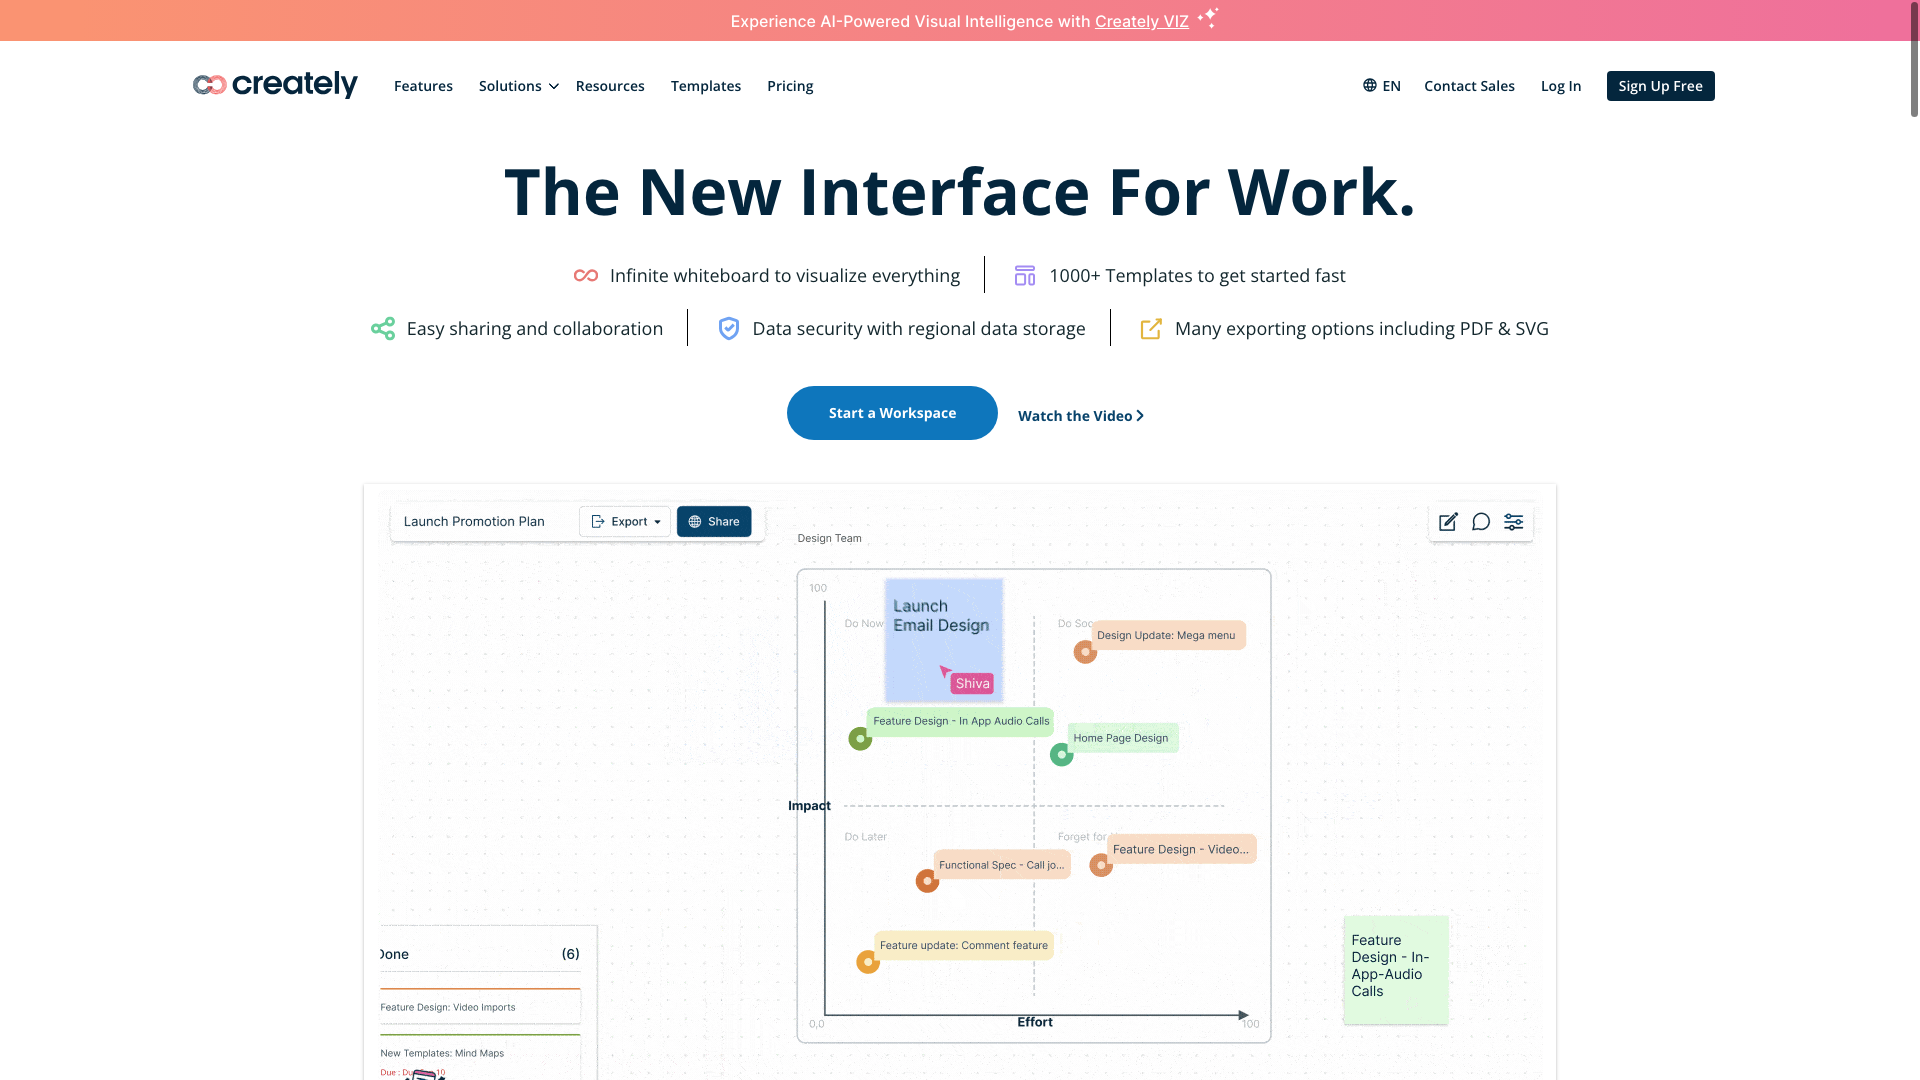 Experience AI-Powered Visual Intelligence with Creately VIZ
creately
Features
Solutions
Resources
Templates
Pricing
EN
Contact Sales
Log In
Sign Up Free
The New Interface For Work.
Infinite whiteboard to visualize everything
1000+ Templates to get started fast
Easy sharing and collaboration
Data security with regional data storage
Many exporting options including PDF & SVG
Start a Workspace
Watch the Video
Launch Promotion Plan
Export
Share
Design Team
100
Launch
Email Design
Do Now
Shiva
Do Soo
Design Update: Mega menu
Feature Design - In App Audio Calls
Home Page Design
Impact
Do Later
Forget for
Feature Design - Video...
Functional Spec - Call jo...
Feature update: Comment feature
0,0
Effort
100
Done
(6)
Feature Design: Video Imports
New Templates: Mind Maps
Due :
10
Feature
Design - In-
App-Audio
Calls